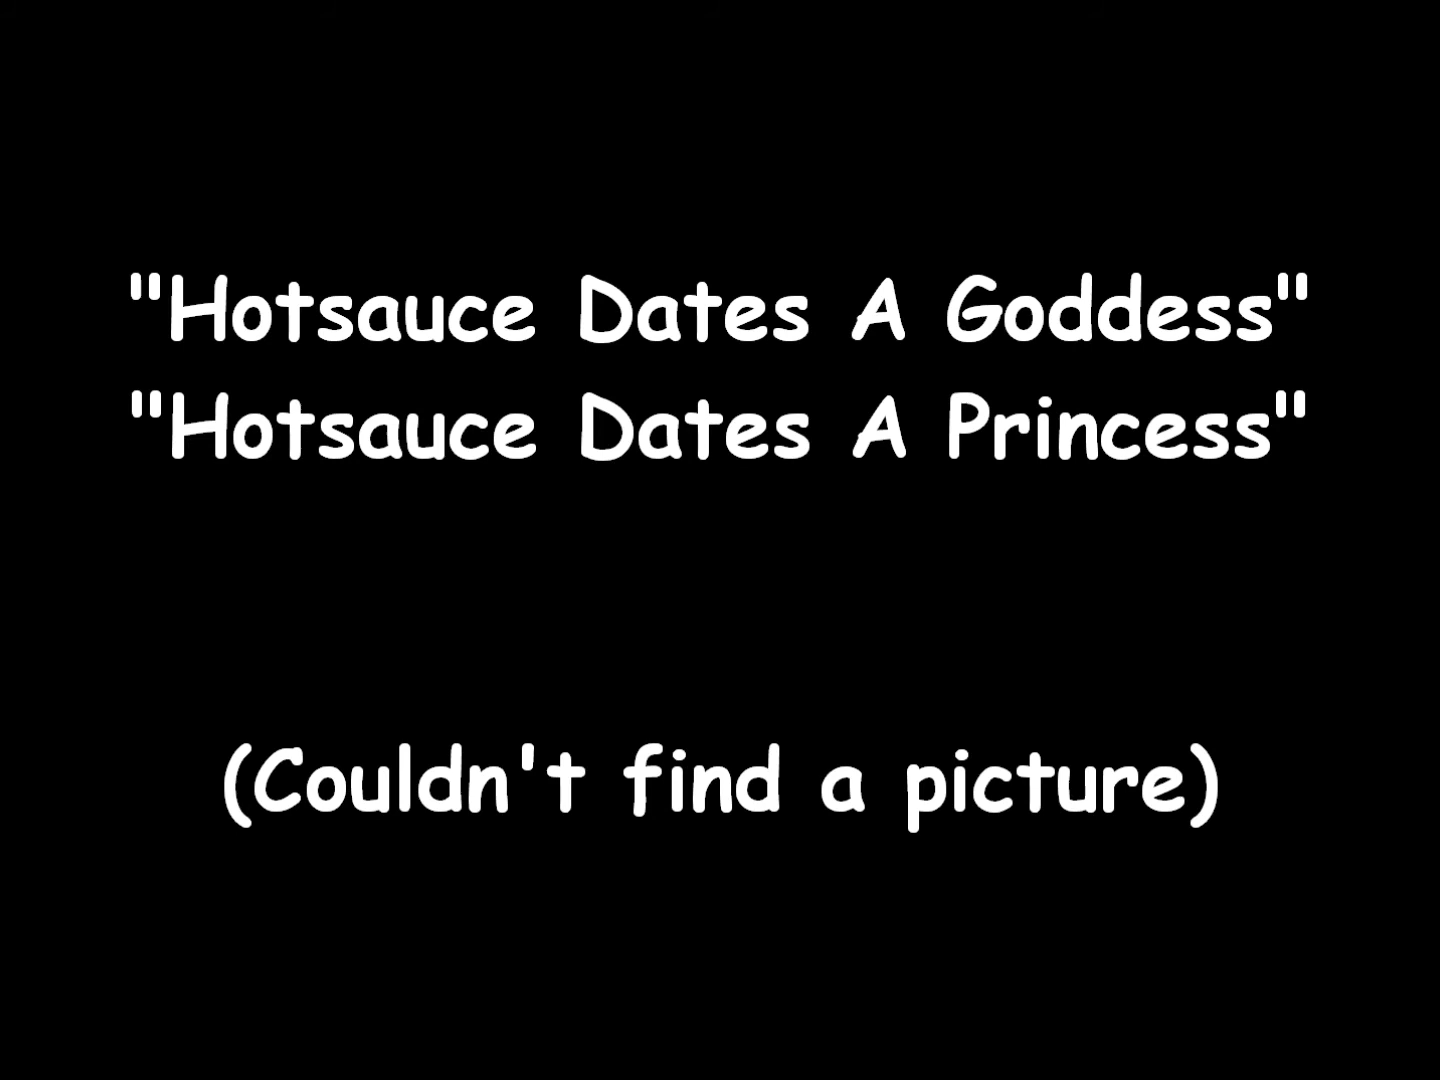 "Hotsauce Dates A Goddess"
"Hotsauce Dates A Princess"
(Couldn't find a picture)